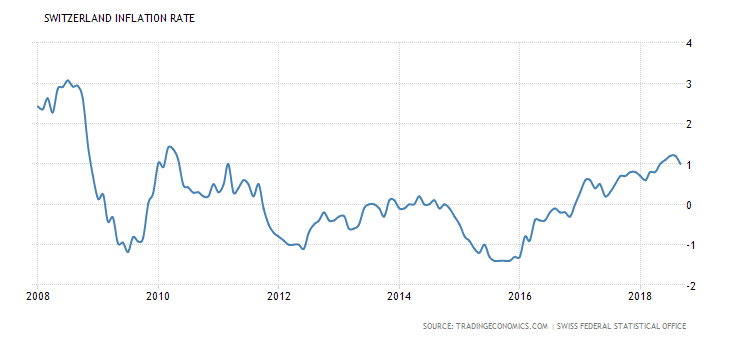 SWITZERLAND INFLATION RATE
4
3
2
1
0
-1
-2
2008 2010 2012 2014 2016 2018
SOURCE: TRADINGECONOMICS.COM | SWISS FEDERAL STATISTICAL OFFICE